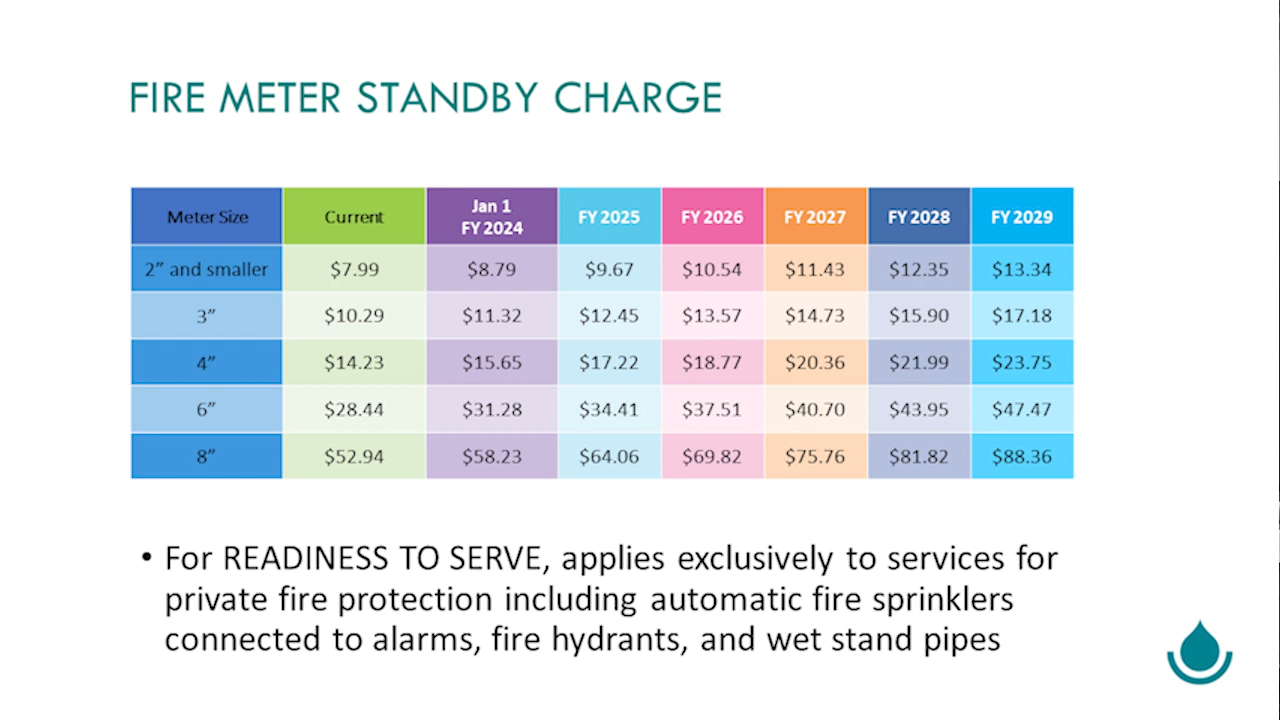 FIRE METER STANDBY CHARGE
Meter Size Current Jan 1 FY 2024 FY 2025 FY 2026 FY 2027 FY 2028 FY 2029
2” and smaller $7.99 $8.79 $9.67 $10.54 $11.43 $12.35 $13.34
3” $10.29 $11.32 $12.45 $13.57 $14.73 $15.90 $17.18
4” $14.23 $15.65 $17.22 $18.77 $20.36 $21.99 $23.75
6” $28.44 $31.28 $34.41 $37.51 $40.70 $43.95 $47.47
8” $52.94 $58.23 $64.06 $69.82 $75.76 $81.82 $88.36
• For READINESS TO SERVE, applies exclusively to services for
private fire protection including automatic fire sprinklers
connected to alarms, fire hydrants, and wet stand pipes